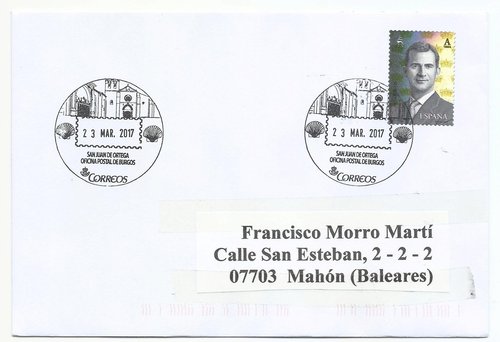 A
ESPAÑA
23 MAR. 2017
SAN JUAN DE ORTEGA
OFICINA POSTAL DE BURGOS
CORREOS
23 MAR. 2017
SAN JUAN DE ORTEGA
OFICINA POSTAL DE BURGOS
CORREOS
Francisco Morro Martí
Calle San Esteban, 2 - 2 - 2
07703 Mahón (Baleares)